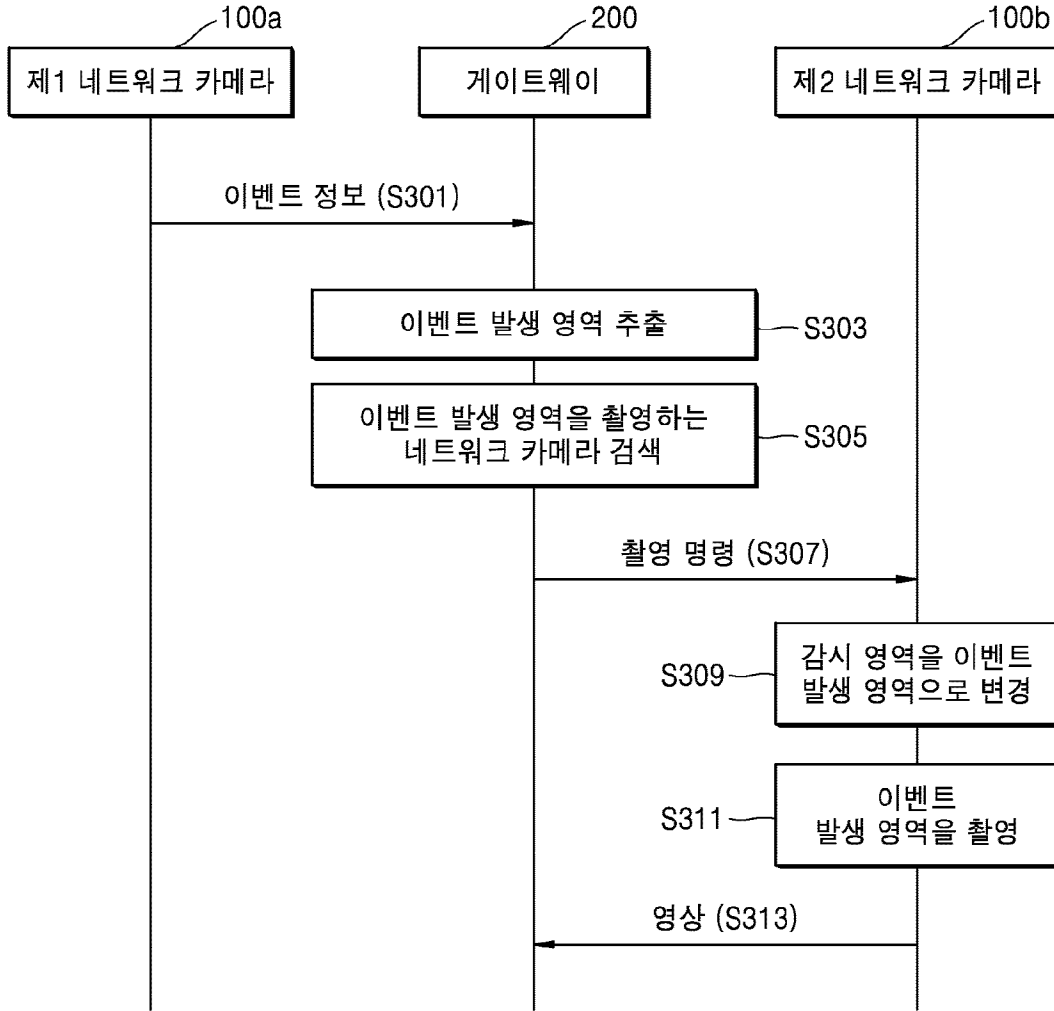 100a
200
100b
제1 네트워크 카메라
게이트웨이
제2 네트워크 카메라
이벤트 정보 (S301)
이벤트 발생 영역 추출
S303
이벤트 발생 영역을 촬영하는
네트워크 카메라 검색
S305
촬영 명령 (S307)
S309
감시 영역을 이벤트
발생 영역으로 변경
S311
이벤트
발생 영역을 촬영
영상 (S313)